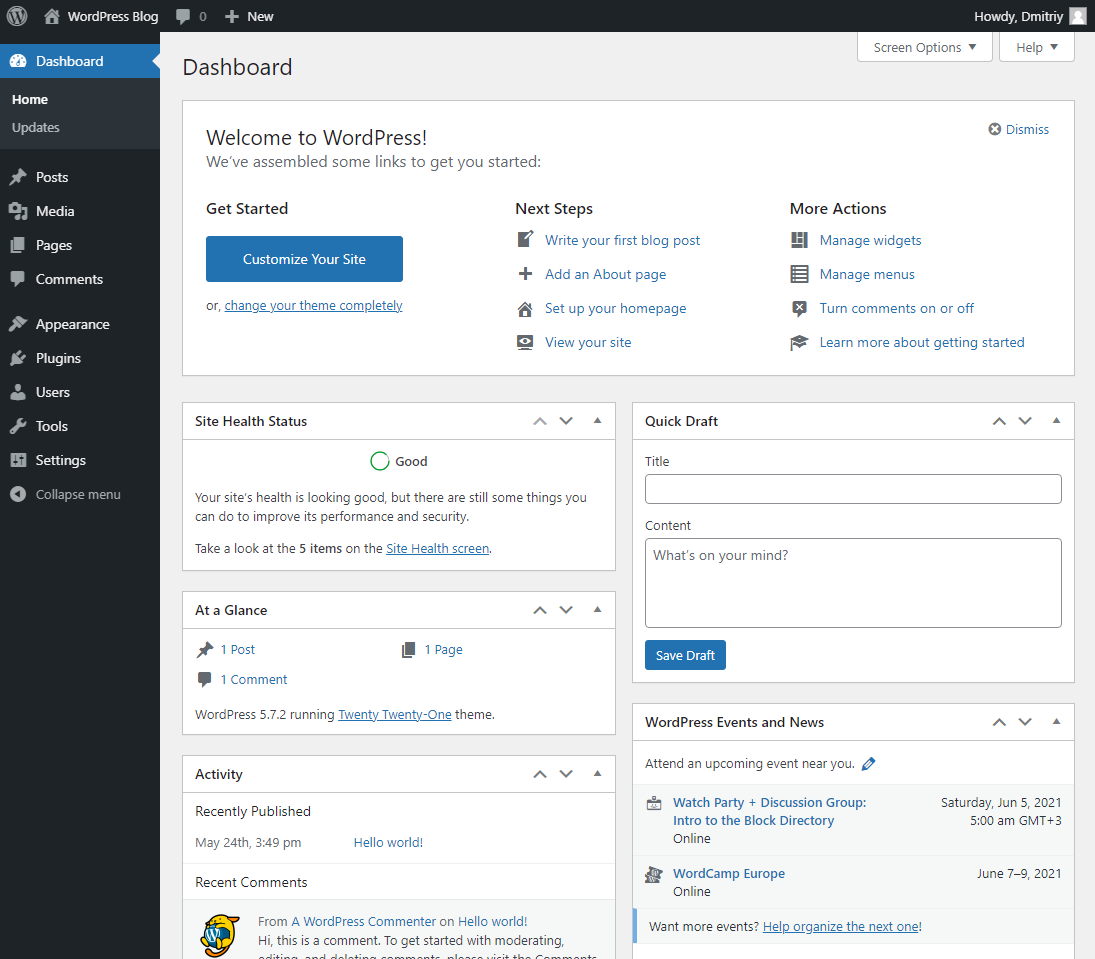 WordPress Blog 0 New Howdy, Dmitriy
Dashboard
Home
Updates
Posts
Media
Pages
Comments
Appearance
Plugins
Users
Tools
Settings
Collapse menu
Screen Options Help
Dashboard
Welcome to WordPress!
Dismiss
We've assembled some links to get you started:
Get Started
Customize Your Site
or, change your theme completely
Next Steps
Write your first blog post
Add an About page
Set up your homepage
View your site
More Actions
Manage widgets
Manage menus
Turn comments on or off
Learn more about getting started
Site Health Status
Good
Your site's health is looking good, but there are still some things you
can do to improve its performance and security.
Take a look at the 5 items on the Site Health screen.
At a Glance
1 Post 1 Page
1 Comment
WordPress 5.7.2 running Twenty Twenty-One theme.
Activity
Recently Published
May 24th, 3:49 pm Hello world!
Recent Comments
From A WordPress Commenter on Hello world!
Hi, this is a comment. To get started with moderating,
editing, and deleting comments, please visit the Comments
Quick Draft
Title
Content
What's on your mind?
Save Draft
WordPress Events and News
Attend an upcoming event near you.
Watch Party + Discussion Group: Saturday, Jun 5, 2021
Intro to the Block Directory 5:00 am GMT+3
Online
WordCamp Europe June 7–9, 2021
Online
Want more events? Help organize the next one!